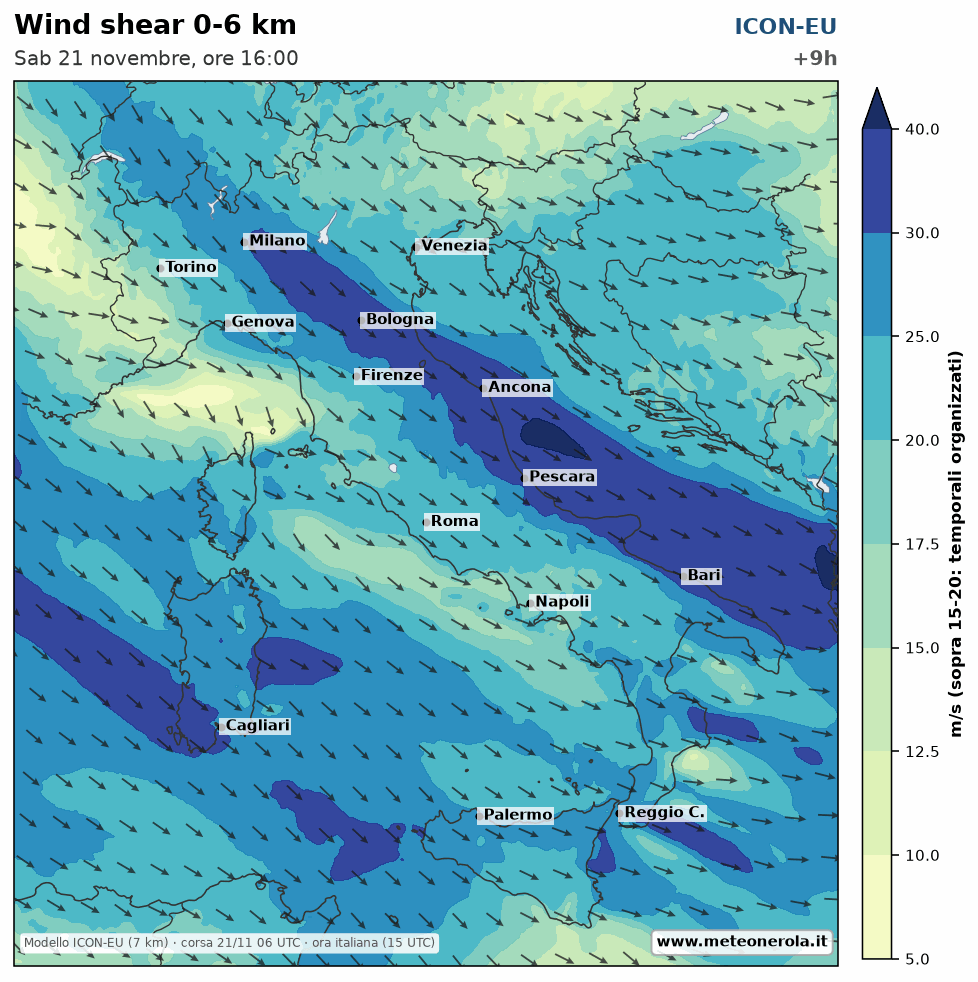 Wind shear 0-6 km
ICON-EU
Sab 21 novembre, ore 16:00
+9h
40.0
30.0
25.0
20.0
17.5
15.0
12.5
10.0
5.0
m/s (sopra 15-20: temporali organizzati)
Milano
Venezia
Torino
Genova
Bologna
Firenze
Ancona
Pescara
Roma
Bari
Napoli
Cagliari
Palermo
Reggio C.
Modello ICON-EU (7 km) · corsa 21/11 06 UTC · ora italiana (15 UTC)
www.meteonerola.it